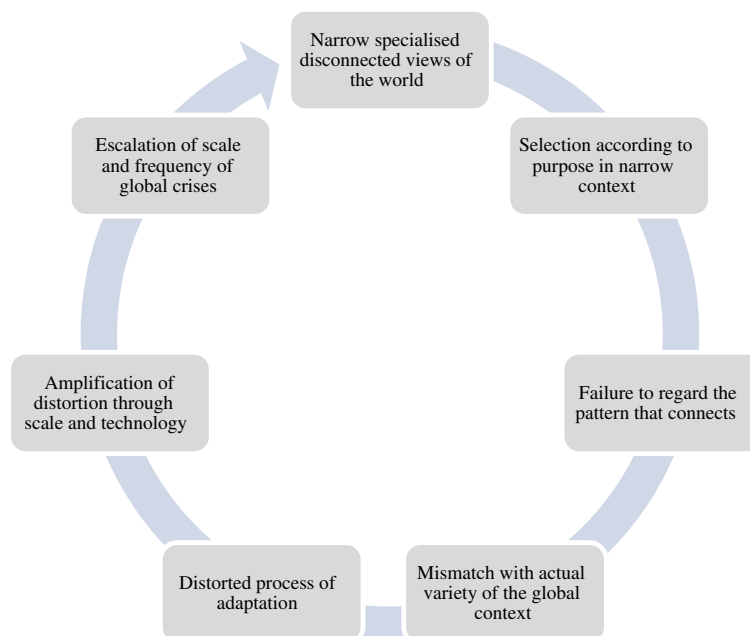 Narrow specialised
disconnected views of
the world
Selection according to
purpose in narrow
context
Failure to regard the
pattern that connects
Mismatch with actual
variety of the global
context
Distorted process of
adaptation
Amplification of
distortion through
scale and technology
Escalation of scale
and frequency of
global crises